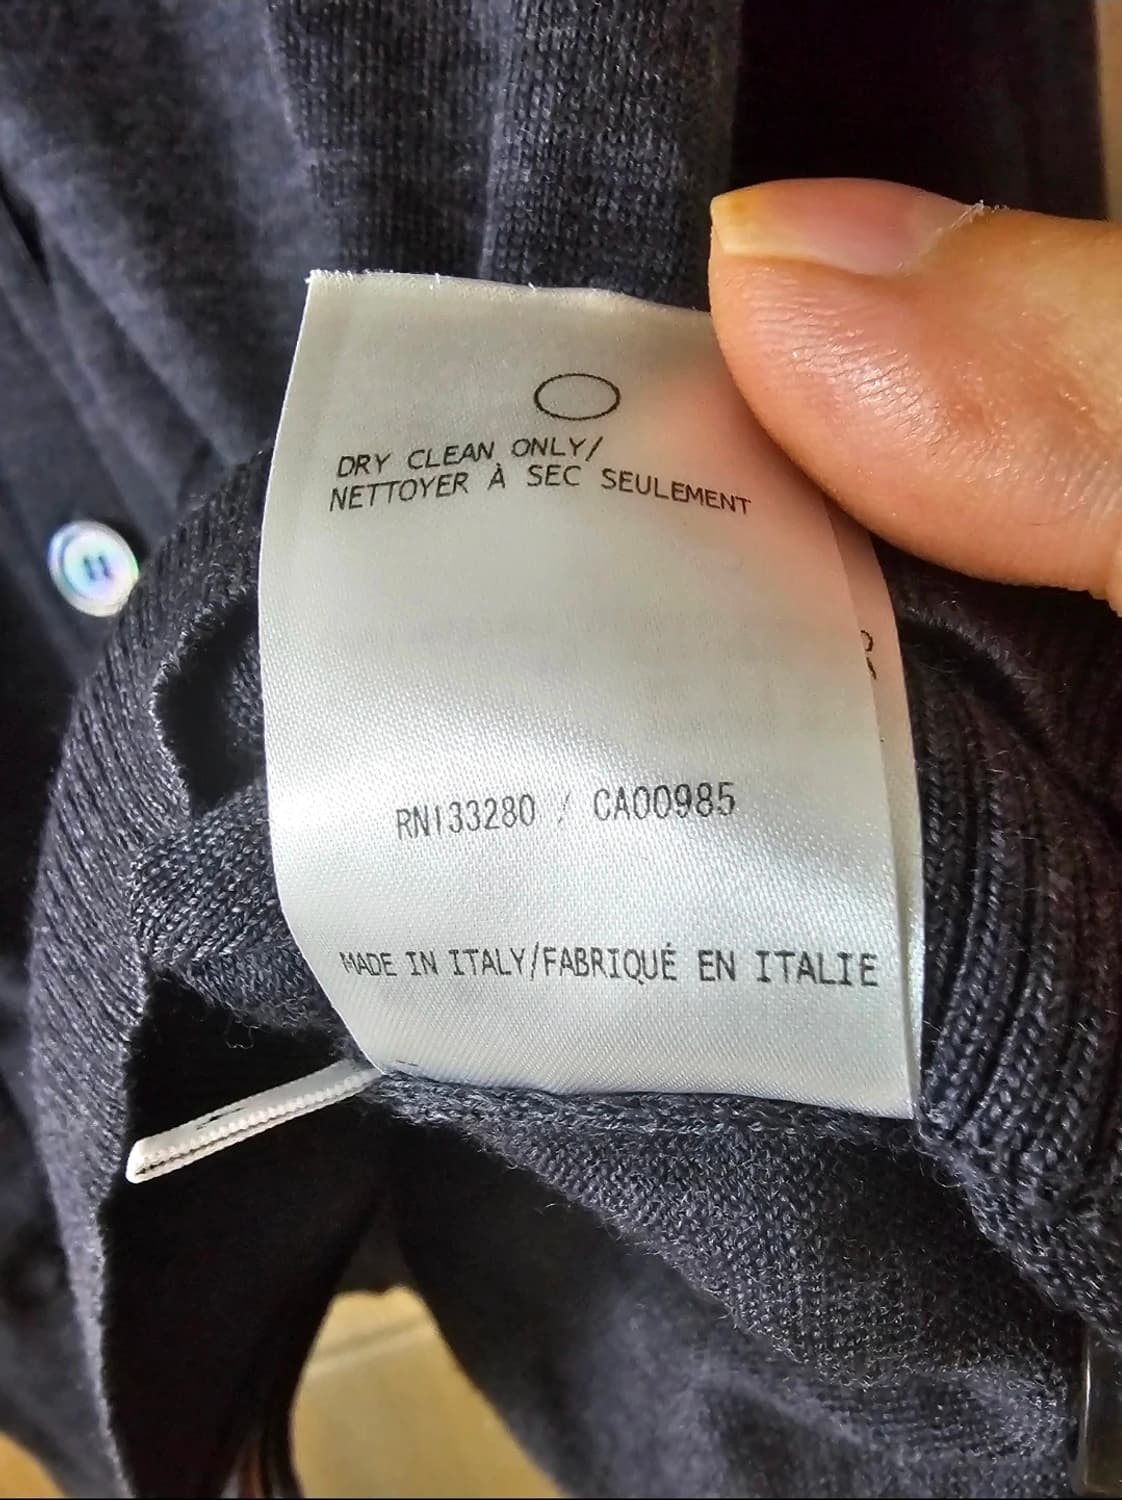 DRY CLEAN ONLY/
NETTOYER À SEC SEULEMENT
RN133280 / CA00985
MADE IN ITALY/FABRIQUÉ EN ITALIE